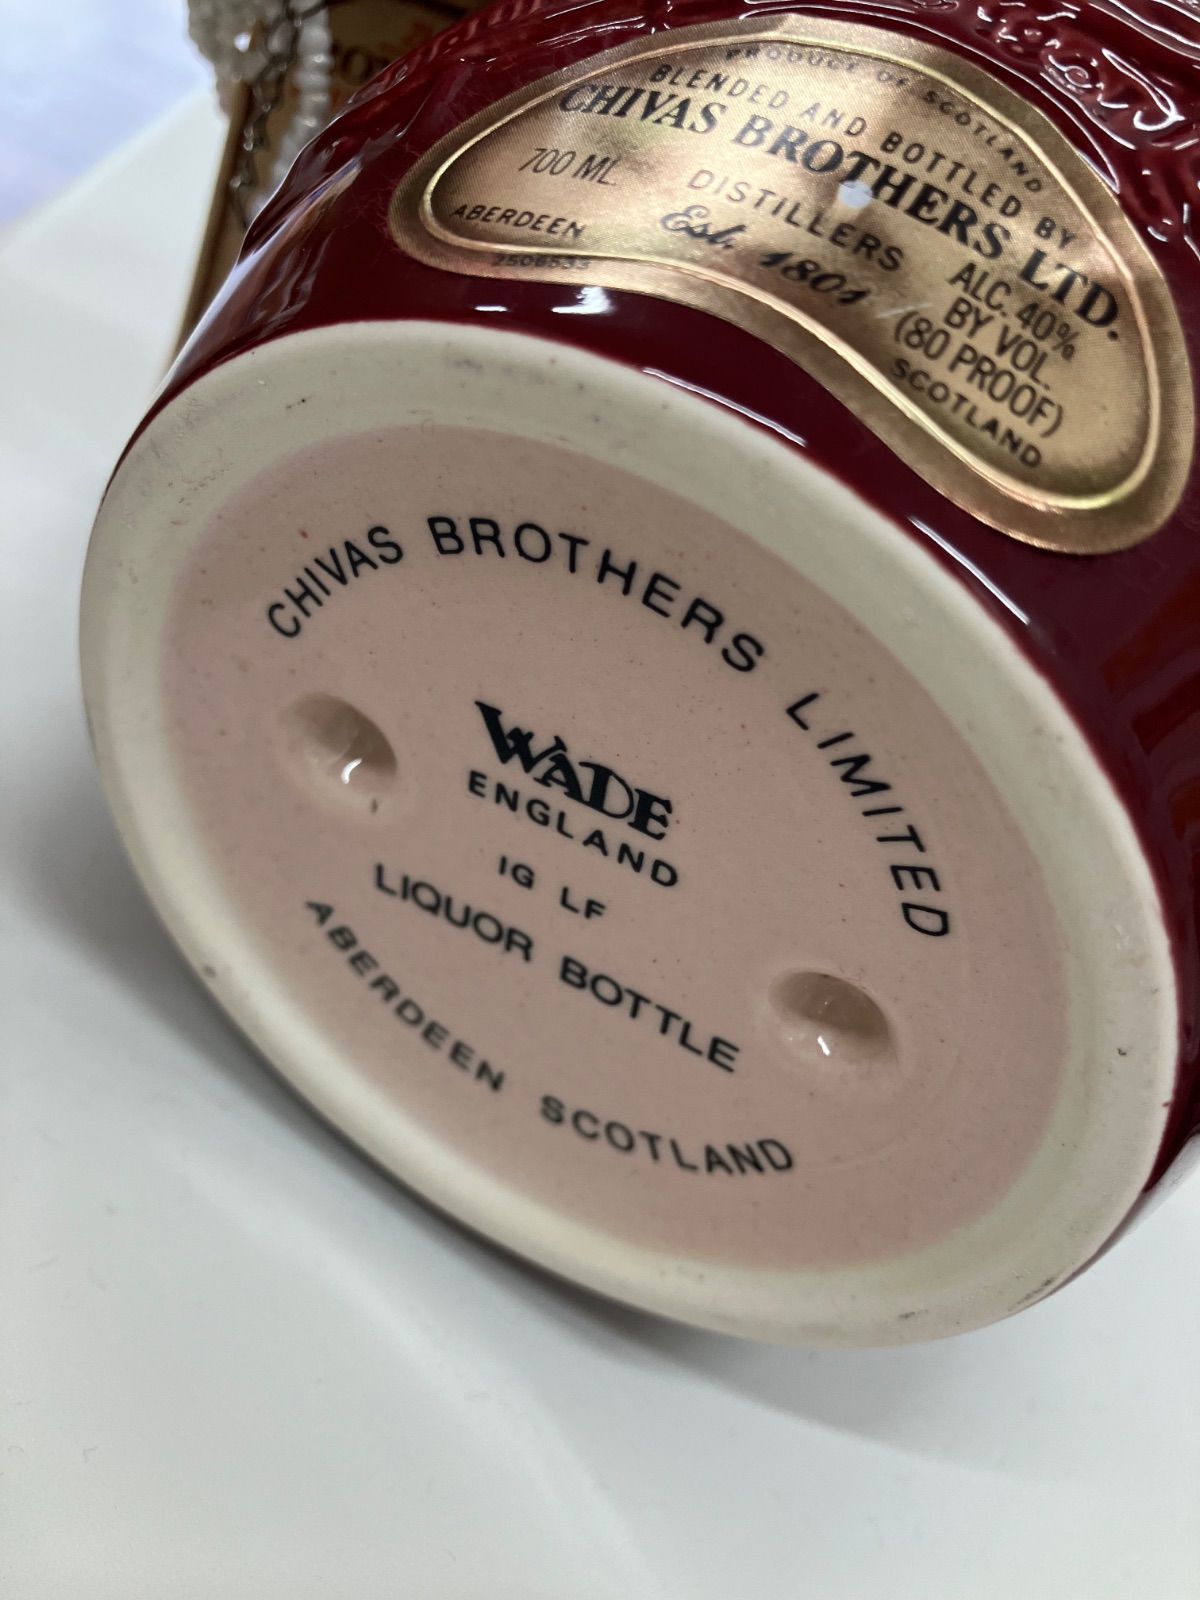 PRODUCT OF SCOTLAND
BLENDED AND BOTTLED BY
CHIVAS BROTHERS LTD.
700 ML
DISTILLERS
ALC. 40%
BY VOL.
(80 PROOF)
Est. 1801
ABERDEEN
SCOTLAND
CHIVAS BROTHERS LIMITED
WADE
ENGLAND
IG LF
LIQUOR BOTTLE
ABERDEEN SCOTLAND